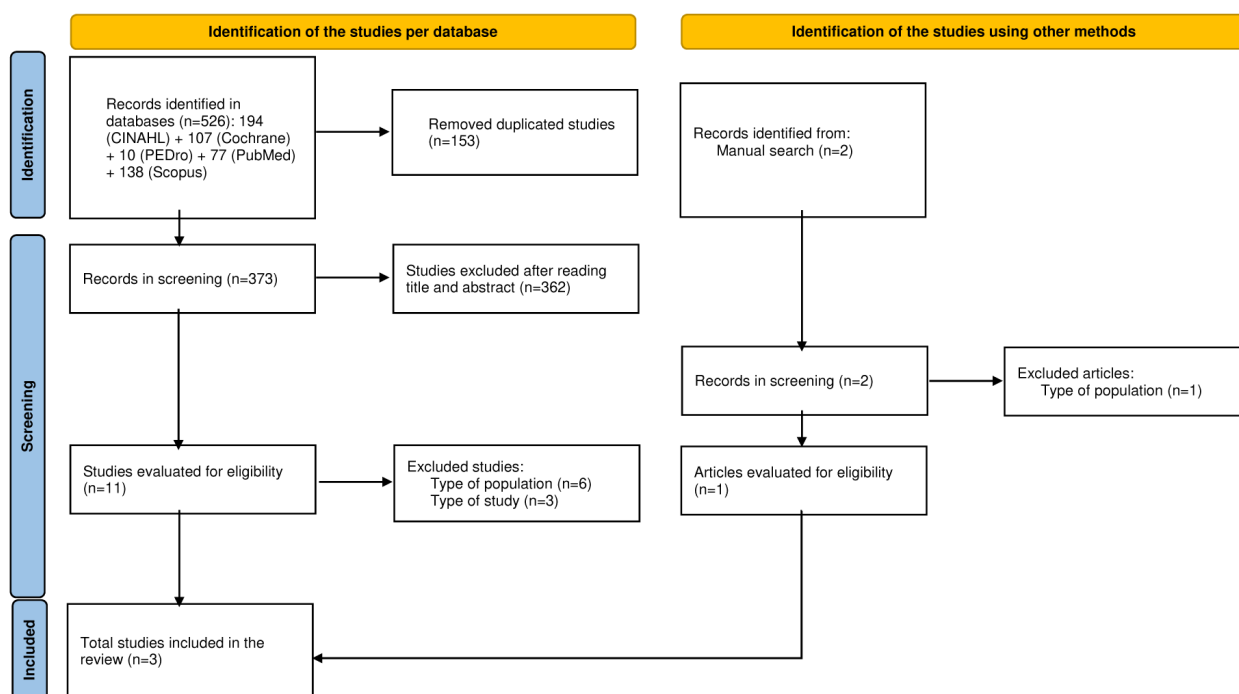 Identification of the studies per database
Identification of the studies using other methods
Identification
Records identified in
databases (n=526): 194
(CINAHL) + 107 (Cochrane)
+ 10 (PEDro) + 77 (PubMed)
+ 138 (Scopus)
Removed duplicated studies
(n=153)
Records identified from:
Manual search (n=2)
Screening
Records in screening (n=373)
Studies excluded after reading
title and abstract (n=362)
Records in screening (n=2)
Excluded articles:
Type of population (n=1)
Studies evaluated for eligibility
(n=11)
Excluded studies:
Type of population (n=6)
Type of study (n=3)
Articles evaluated for eligibility
(n=1)
Included
Total studies included in the
review (n=3)